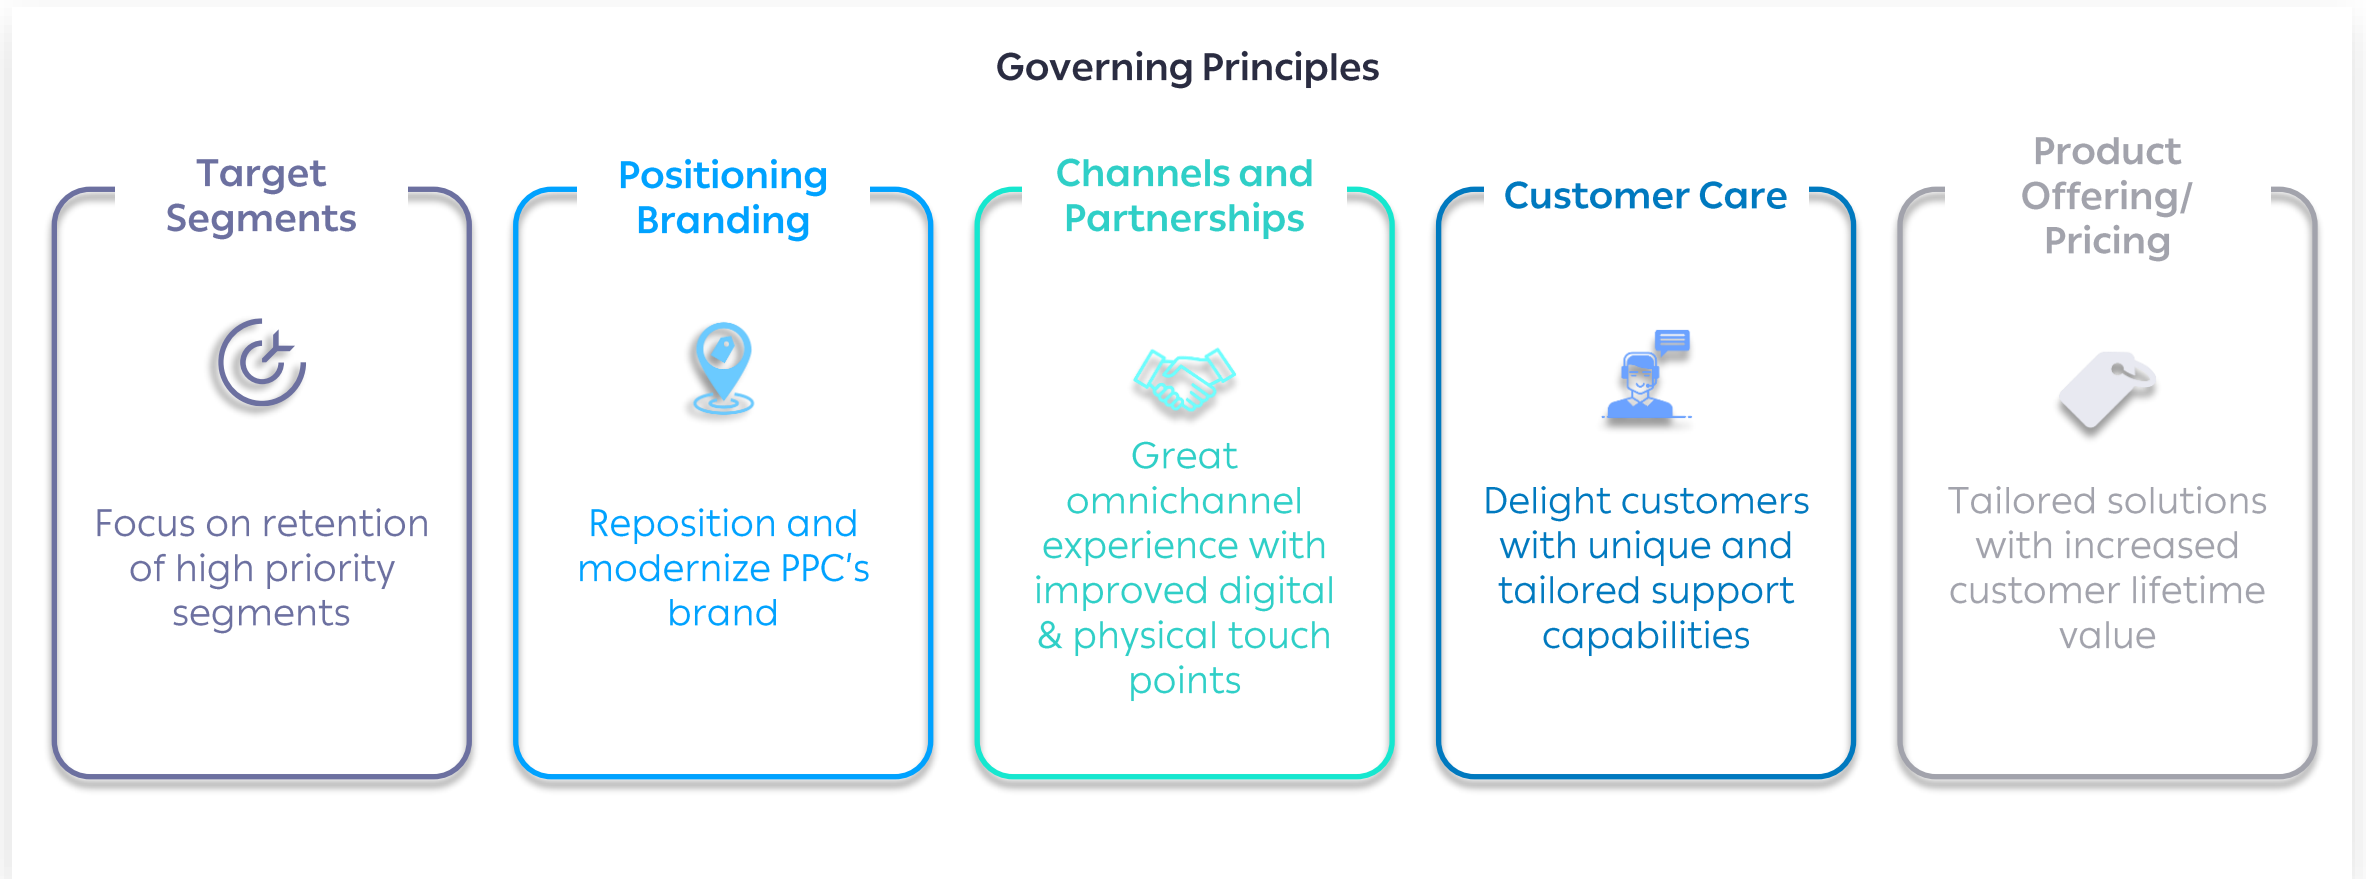 Governing Principles
Target
Segments
Focus on retention
of high priority
segments
Positioning
Branding
Reposition and
modernize PPC’s
brand
Channels and
Partnerships
Great
omnichannel
experience with
improved digital
& physical touch
points
Customer Care
Delight customers
with unique and
tailored support
capabilities
Product
Offering/
Pricing
Tailored solutions
with increased
customer lifetime
value